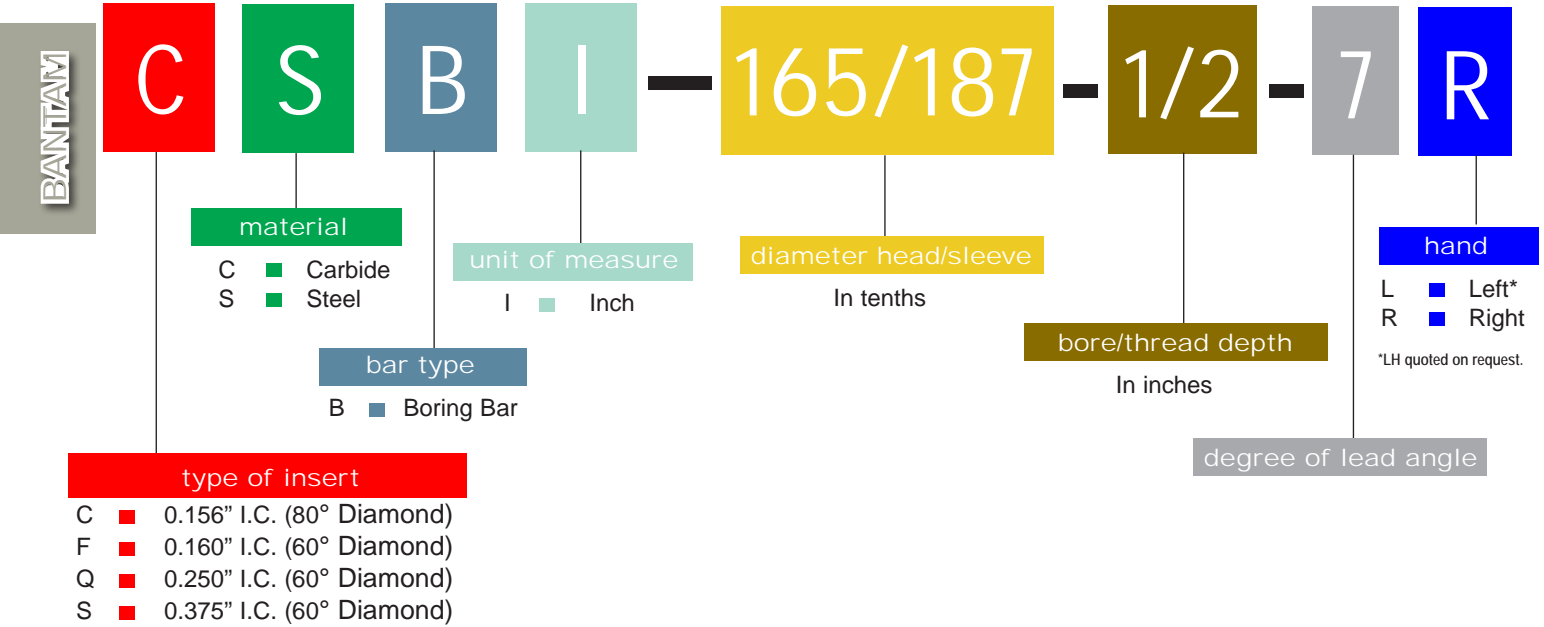 BANTAM
C S B I - 165/187 - 1/2 - 7 R
material
C ■ Carbide
S ■ Steel
bar type
B ■ Boring Bar
unit of measure
I ■ Inch
diameter head/sleeve
In tenths
bore/thread depth
In inches
hand
L ■ Left*
R ■ Right
*LH quoted on request.
degree of lead angle
type of insert
C ■ 0.156” I.C. (80° Diamond)
F ■ 0.160” I.C. (60° Diamond)
Q ■ 0.250” I.C. (60° Diamond)
S ■ 0.375” I.C. (60° Diamond)